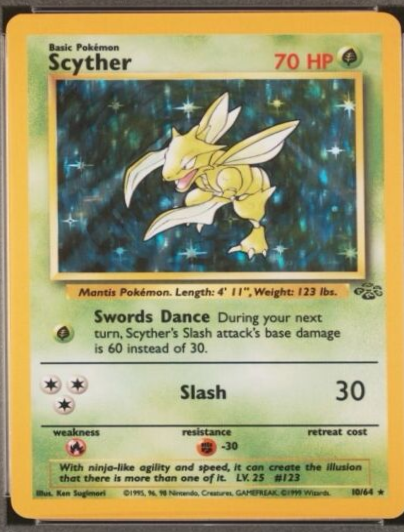 Basic Pokémon
Scyther
70 HP
Mantis Pokémon. Length: 4' 11", Weight: 123 lbs.
Swords Dance During your next
turn, Scyther's Slash attack's base damage
is 60 instead of 30.
Slash 30
weakness resistance retreat cost
-30
With ninja-like agility and speed, it can create the illusion
that there is more than one of it. LV. 25 #123
Illus. Ken Sugimori ©1995, 96, 98 Nintendo, Creatures, GAMEFREAK. ©1999 Wizards. 10/64 ★